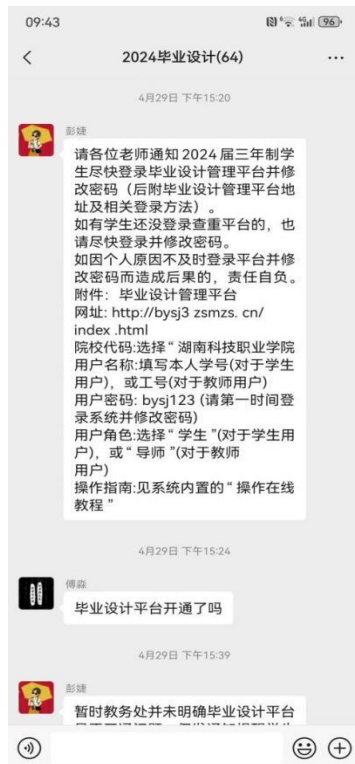 09:43
96
2024毕业设计(64)
4月29日 下午15:20
彭婕
请各位老师通知2024届三年制学
生尽快登录毕业设计管理平台并修
改密码（后附毕业设计管理平台地
址及相关登录方法）。
如有学生还没登录查重平台的，也
请尽快登录并修改密码。
如因个人原因不及时登录平台并修
改密码而造成后果的，责任自负。
附件：毕业设计管理平台
网址: http://bysj3 zsmzs. cn/
index .html
院校代码:选择“ 湖南科技职业学院
用户名称:填写本人学号(对于学生
用户)，或工号(对于教师用户)
用户密码: bysj123 (请第一时间登
录系统并修改密码)
用户角色:选择“ 学生 ”(对于学生用
户)，或“ 导师 ”(对于教师
用户)
操作指南:见系统内置的“ 操作在线
教程 ”
4月29日 下午15:24
傅淼
毕业设计平台开通了吗
4月29日 下午15:39
彭婕
暂时教务处并未明确毕业设计平台